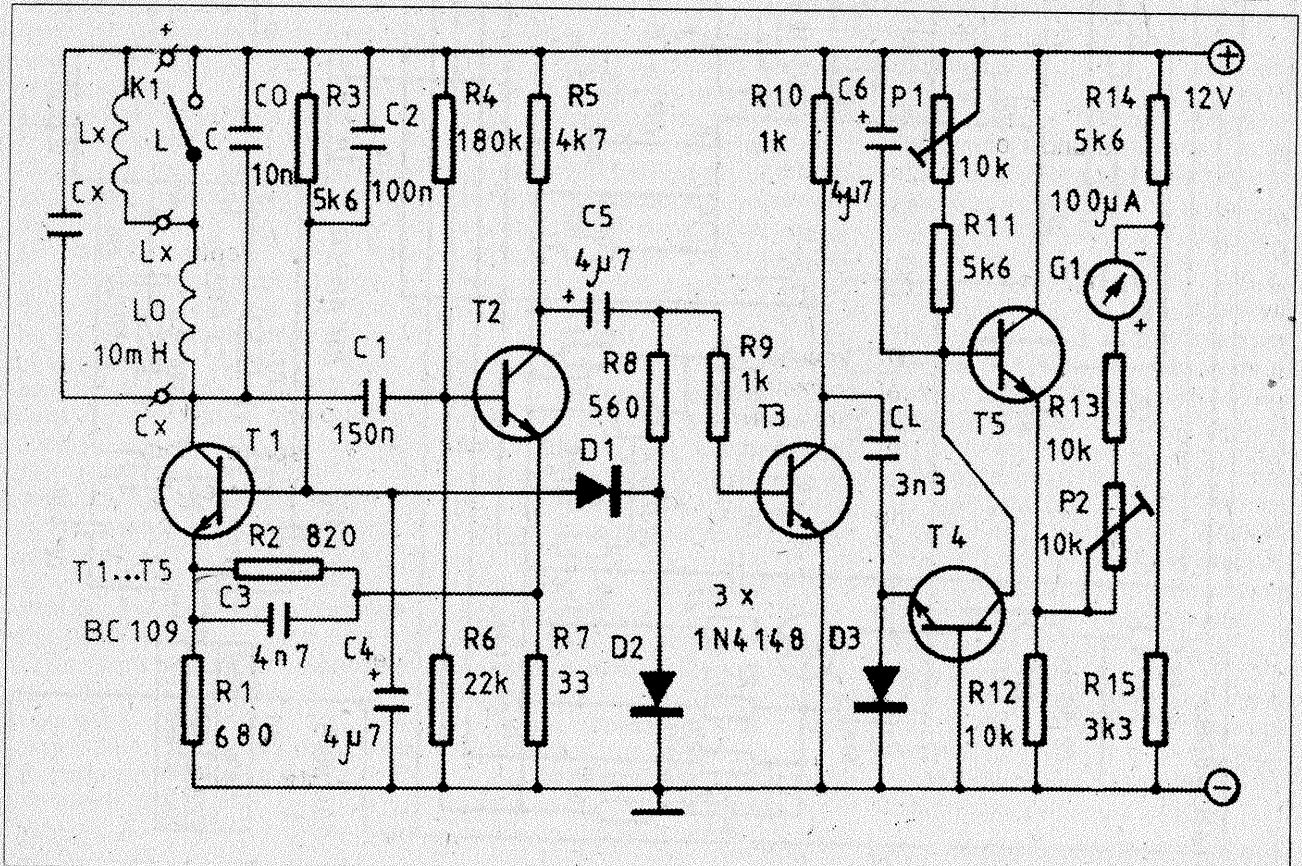 +
K1
C0
R3
C2
R4
R5
R10
C6
+
P1
R14
12V
+
Lx
L
C
10n
5k6
100n
180k
4k7
1k
4µ7
10k
5k6
Cx
Lx
C5
4µ7
+
R11
5k6
100µA
G1
-
+
L0
10mH
C1
150n
T2
R8
560
R9
1k
T3
CL
3n3
T5
R13
10k
Cx
T1
D1
P2
10k
R2 820
T4
T1...T5
BC109
C3
4n7
C4
+
4µ7
3 x
1N4148
D3
R1
680
R6
22k
R7
33
D2
R12
10k
R15
3k3
-